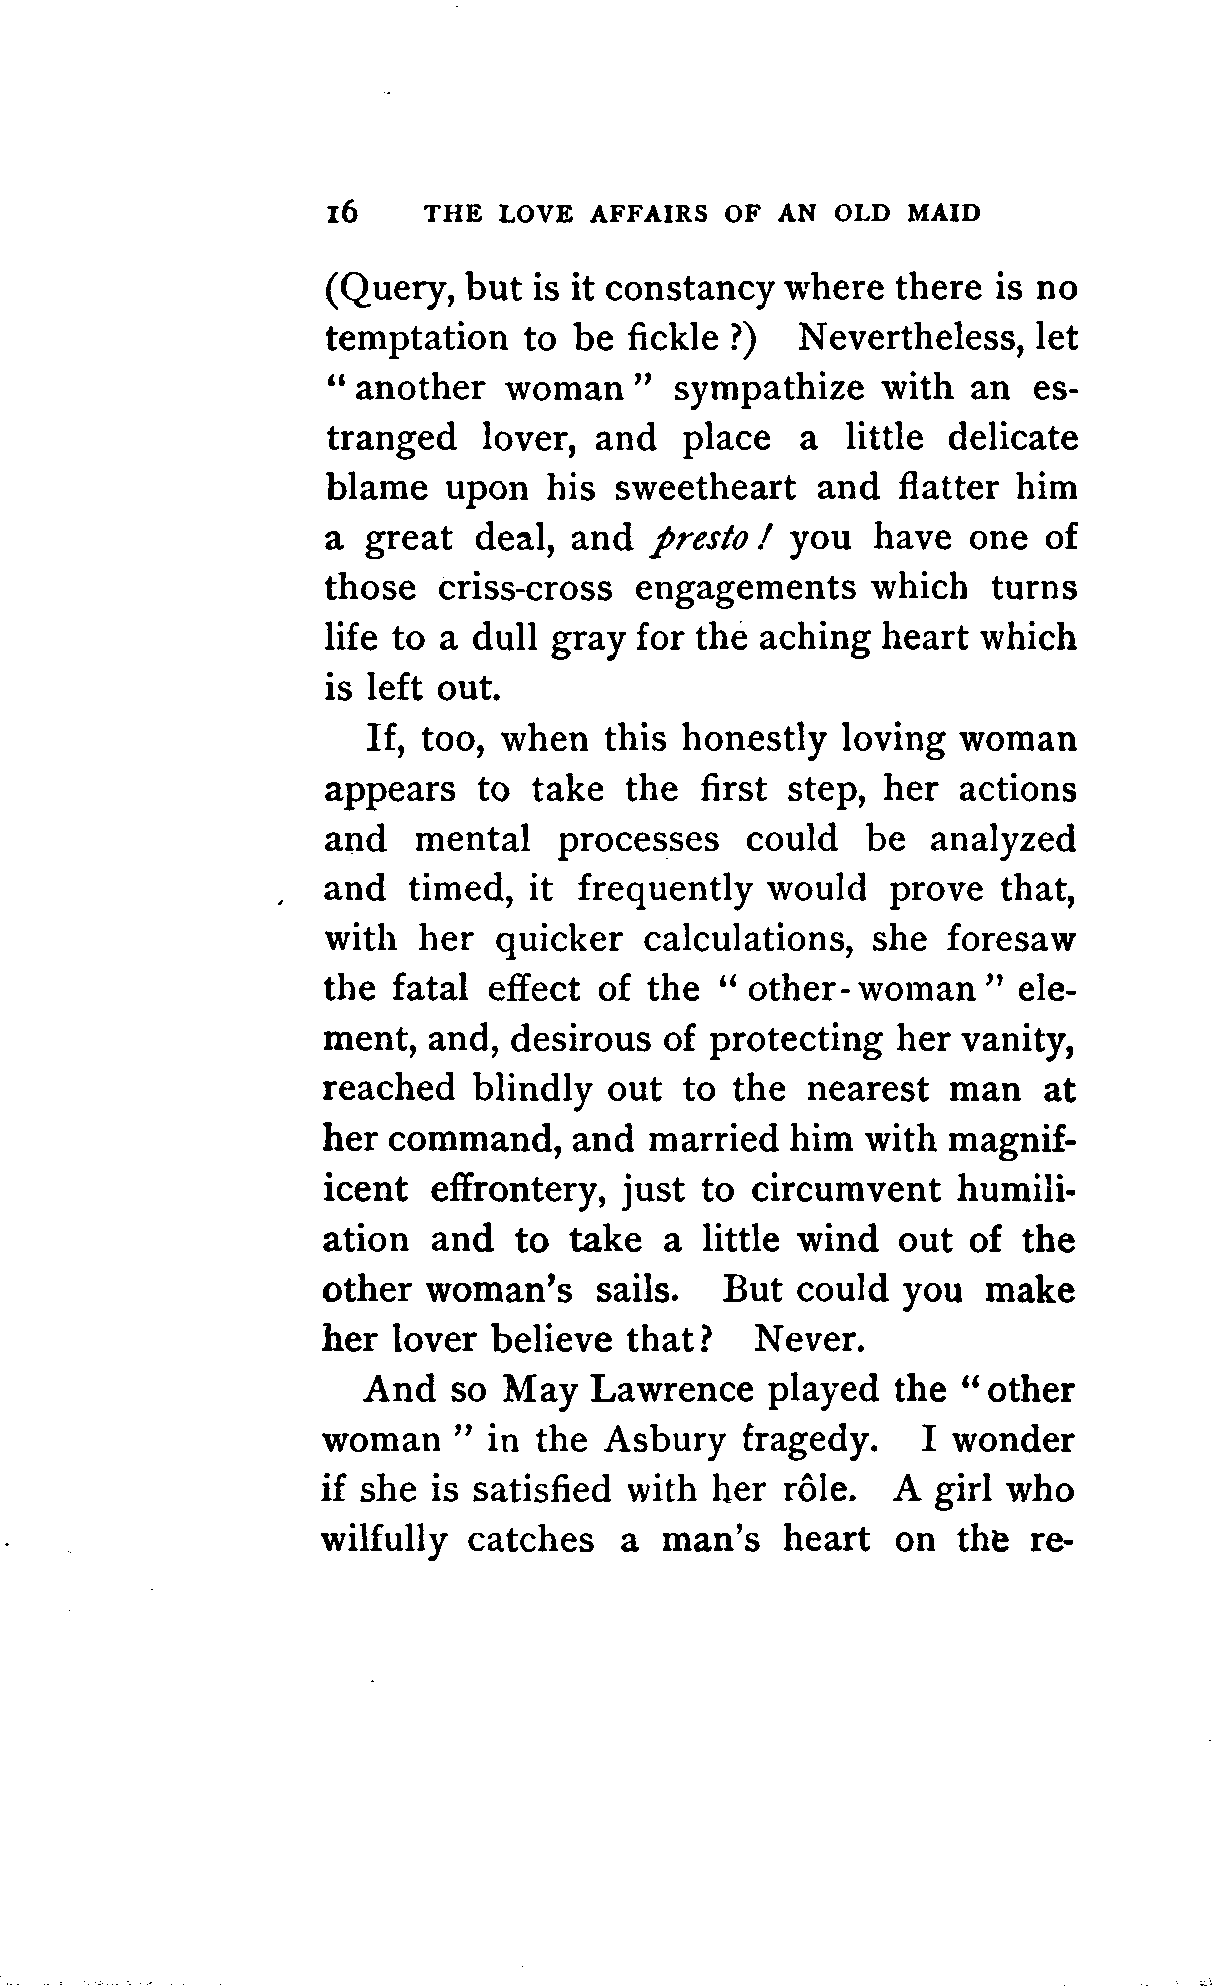 16 THE LOVE AFFAIRS OF AN OLD MAID
(Query, but is it constancy where there is no
temptation to be fickle ?) Nevertheless, let
“ another woman ” sympathize with an es-
tranged lover, and place a little delicate
blame upon his sweetheart and flatter him
a great deal, and presto ! you have one of
those criss-cross engagements which turns
life to a dull gray for the aching heart which
is left out.
If, too, when this honestly loving woman
appears to take the first step, her actions
and mental processes could be analyzed
and timed, it frequently would prove that,
with her quicker calculations, she foresaw
the fatal effect of the “ other-woman ” ele-
ment, and, desirous of protecting her vanity,
reached blindly out to the nearest man at
her command, and married him with magnif-
icent effrontery, just to circumvent humili-
ation and to take a little wind out of the
other woman's sails. But could you make
her lover believe that? Never.
And so May Lawrence played the “ other
woman ” in the Asbury tragedy. I wonder
if she is satisfied with her rôle. A girl who
wilfully catches a man's heart on the re-